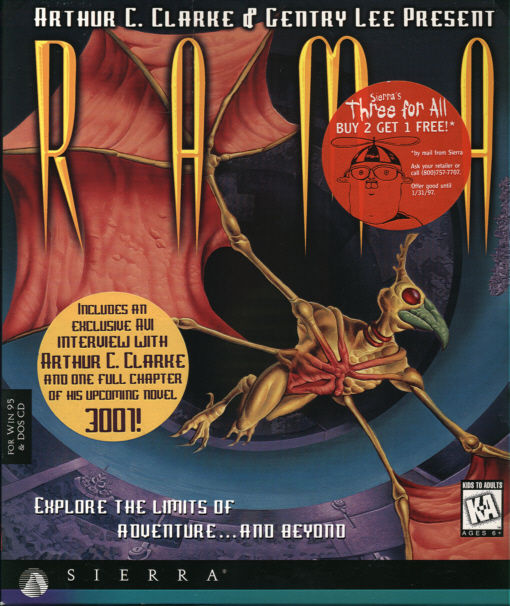 Arthur C. Clarke & Gentry Lee Present
RAMA
Sierra's
Three for All
BUY 2 GET 1 FREE!*
*by mail from Sierra
Ask your retailer or
call (800)757-7707.
Offer good until
1/31/97.
Includes an
exclusive AVI
interview with
Arthur C. Clarke
and one full chapter
of his upcoming novel
3001!
FOR WIN 95
& DOS CD
Explore the limits of
adventure...and beyond
KIDS TO ADULTS
K-A
AGES 6+
SIERRA®